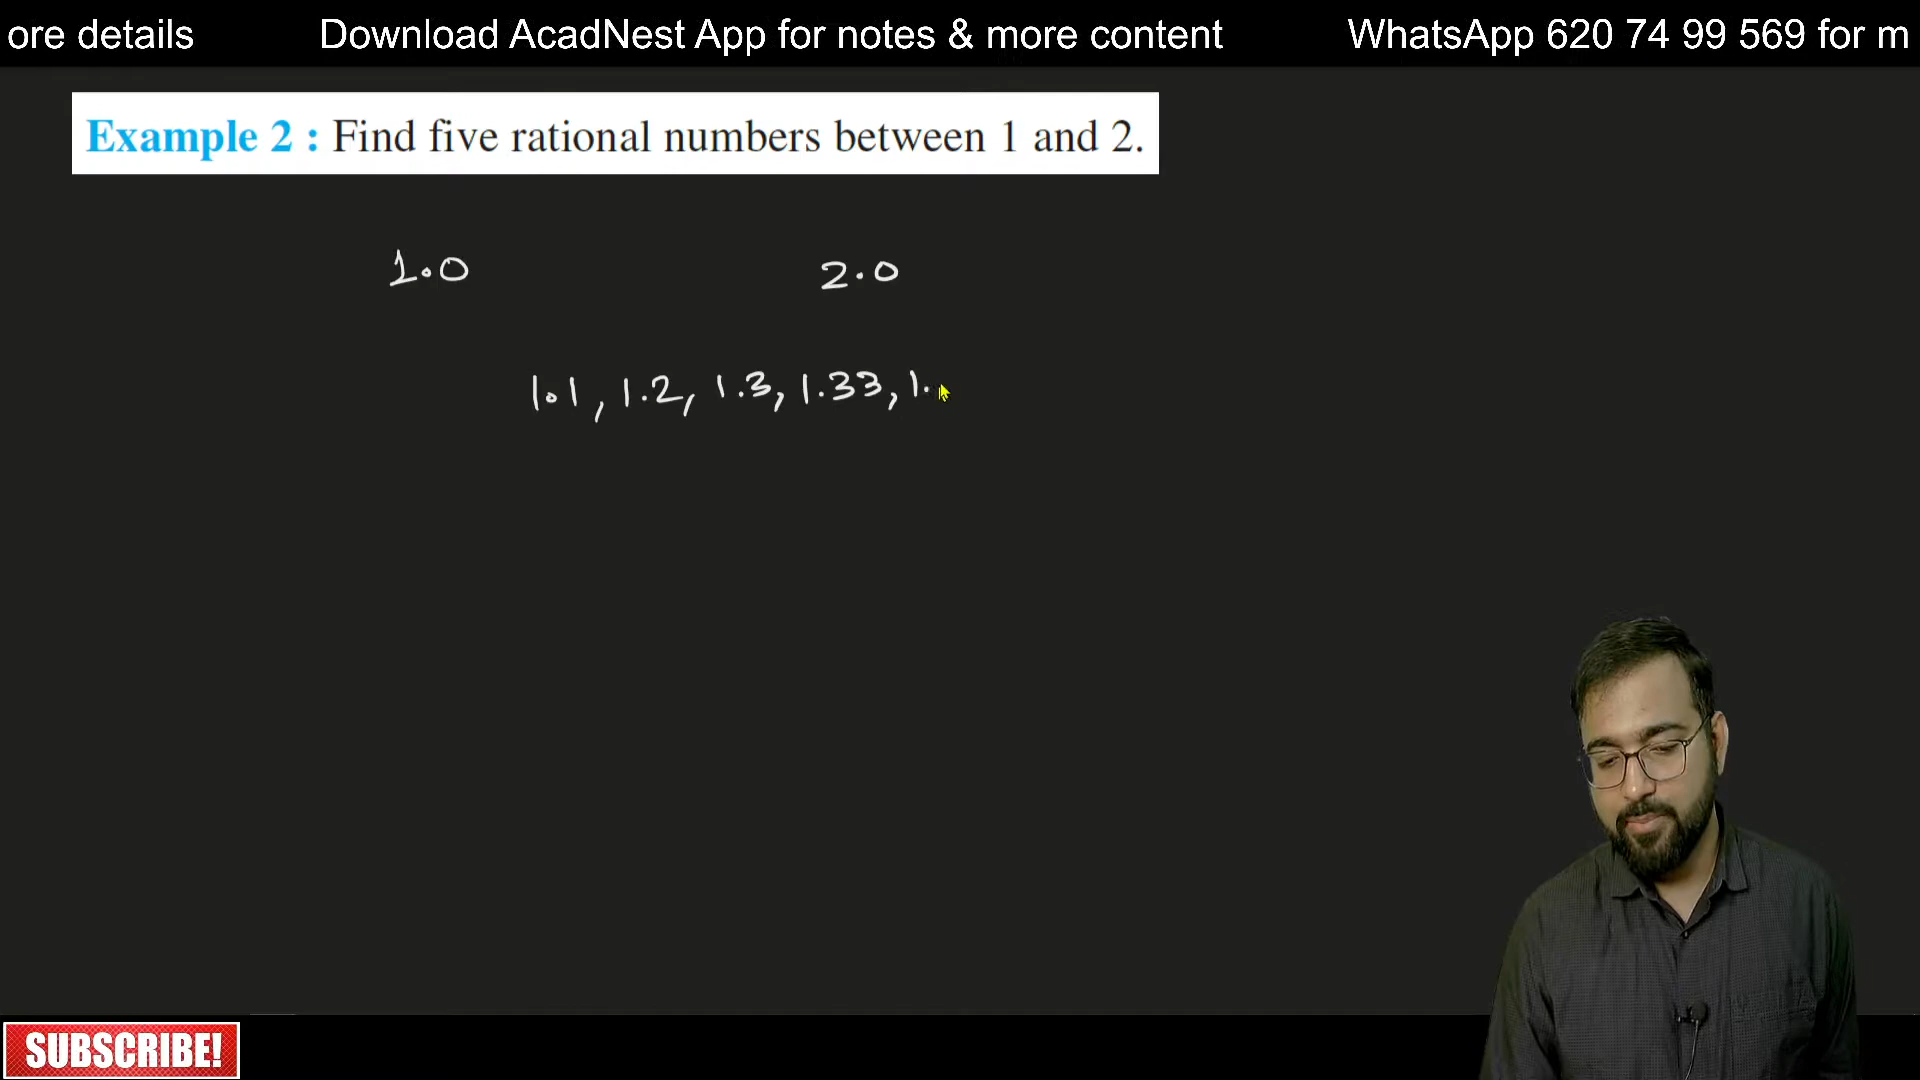 ore details Download AcadNest App for notes & more content WhatsApp 620 74 99 569 for m
Example 2 : Find five rational numbers between 1 and 2.
1.0 2.0
1.1, 1.2, 1.3, 1.33, 1.
SUBSCRIBE!